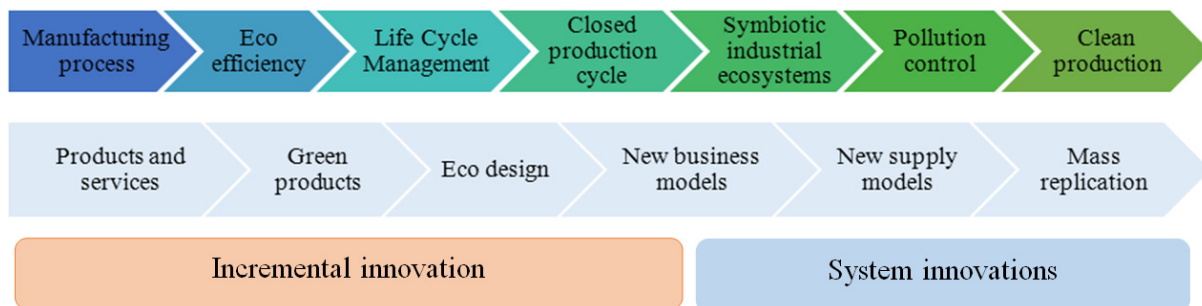 Manufacturing
process
Eco
efficiency
Life Cycle
Management
Closed
production
cycle
Symbiotic
industrial
ecosystems
Pollution
control
Clean
production
Products and
services
Green
products
Eco design
New business
models
New supply
models
Mass
replication
Incremental innovation
System innovations